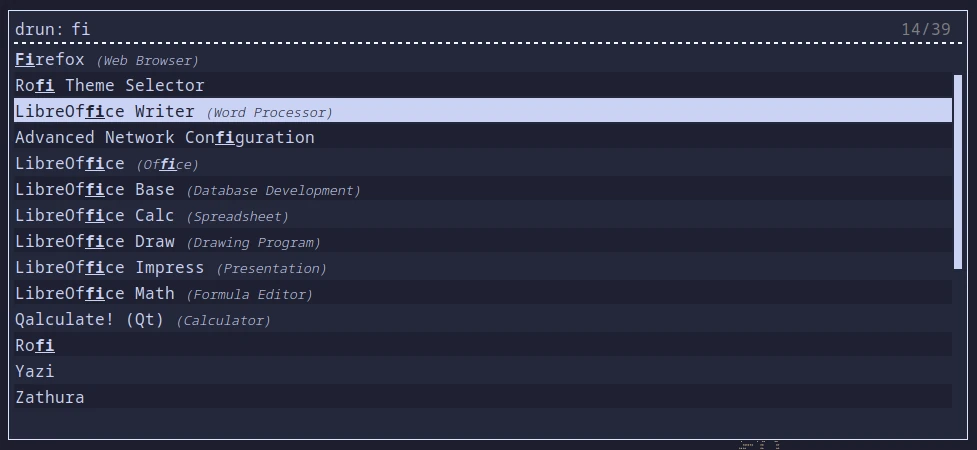 drun: fi 14/39
Firefox (Web Browser)
Rofi Theme Selector
LibreOffice Writer (Word Processor)
Advanced Network Configuration
LibreOffice (Office)
LibreOffice Base (Database Development)
LibreOffice Calc (Spreadsheet)
LibreOffice Draw (Drawing Program)
LibreOffice Impress (Presentation)
LibreOffice Math (Formula Editor)
Qalculate! (Qt) (Calculator)
Rofi
Yazi
Zathura